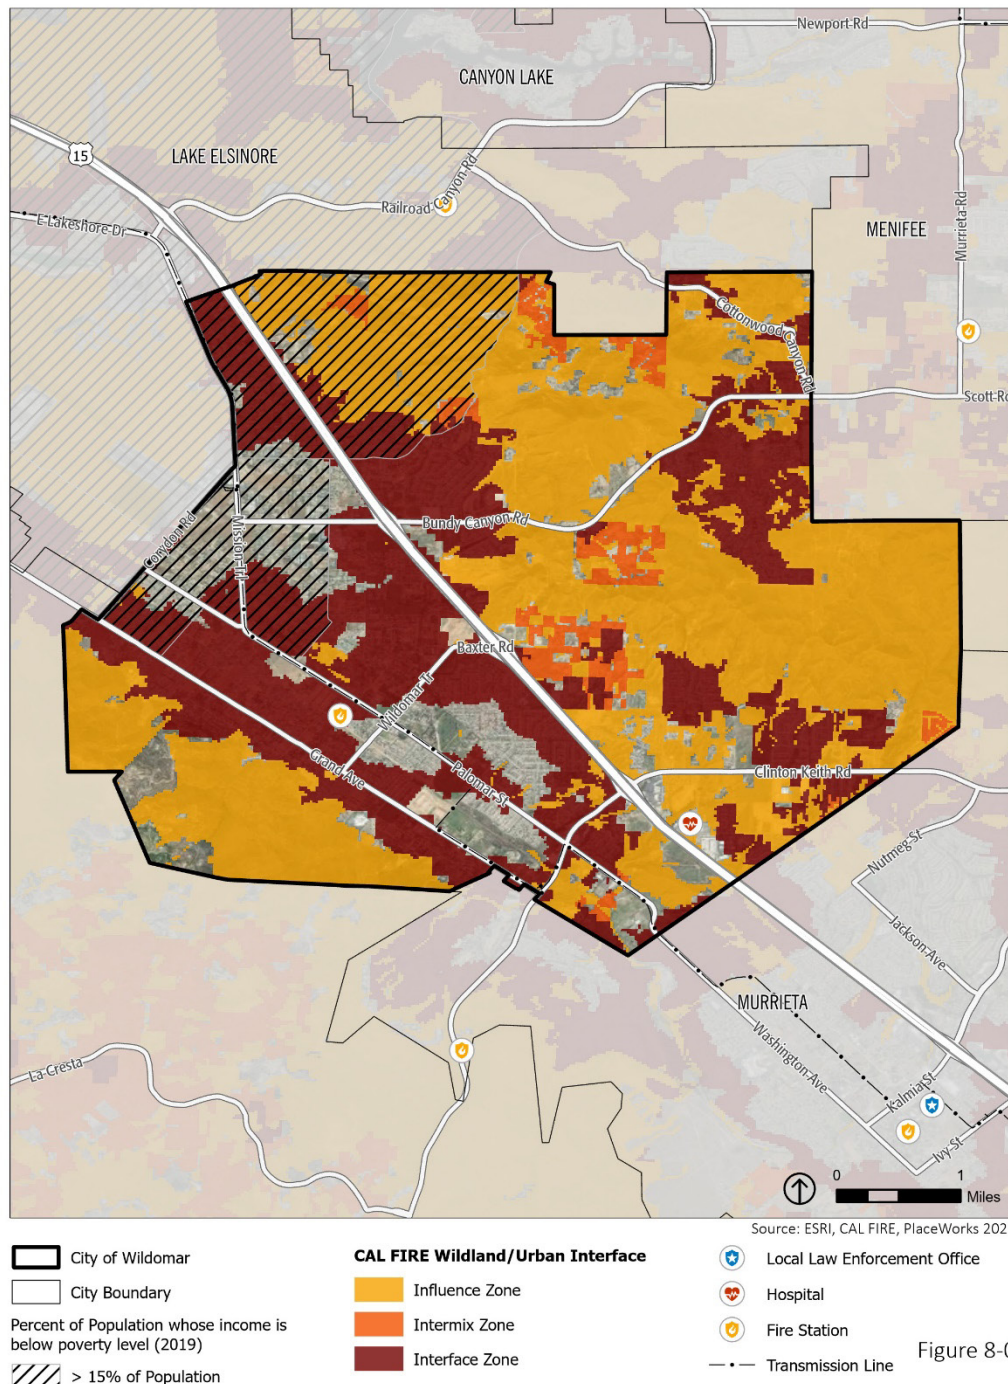 Newport Rd
CANYON LAKE
15
LAKE ELSINORE
Railroad Canyon Rd
E Lakeshore Dr
MENIFEE
Murrieta Rd
Cottonwood Canyon Rd
Scott Rd
Corydon Rd
Mission Trl
Bundy Canyon Rd
Baxter Rd
Wildomar Tr
Grand Ave
Palomar St
Clinton Keith Rd
Nutmeg St
Jackson Ave
MURRIETA
Washington Ave
La Cresta
Kalmia St
Ivy St
0 1
Miles
Source: ESRI, CAL FIRE, PlaceWorks 202
City of Wildomar
City Boundary
Percent of Population whose income is
below poverty level (2019)
> 15% of Population
CAL FIRE Wildland/Urban Interface
Influence Zone
Intermix Zone
Interface Zone
Local Law Enforcement Office
Hospital
Fire Station
Transmission Line
Figure 8-